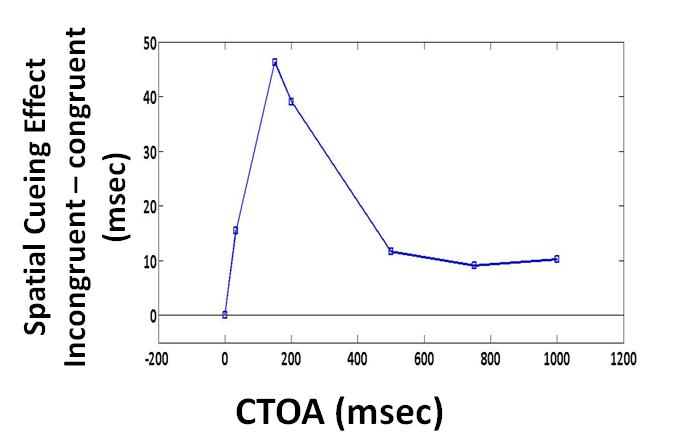 Spatial Cueing Effect
Incongruent – congruent
(msec)
50
40
30
20
10
0
-200 0 200 400 600 800 1000 1200
CTOA (msec)